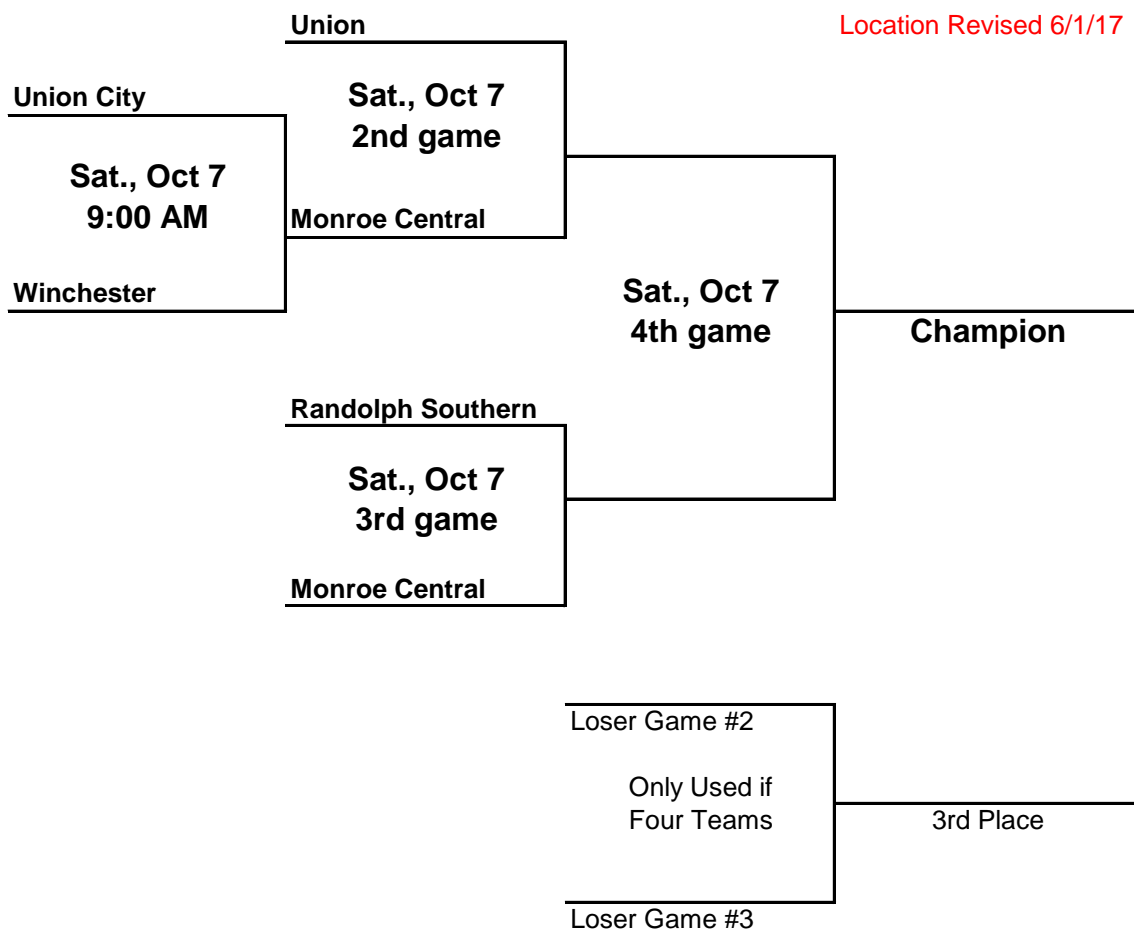 Union
Location Revised 6/1/17
Union City
Sat., Oct 7
2nd game
Sat., Oct 7
9:00 AM
Monroe Central
Winchester
Sat., Oct 7
4th game
Champion
Randolph Southern
Sat., Oct 7
3rd game
Monroe Central
Loser Game #2
Only Used if
Four Teams
3rd Place
Loser Game #3